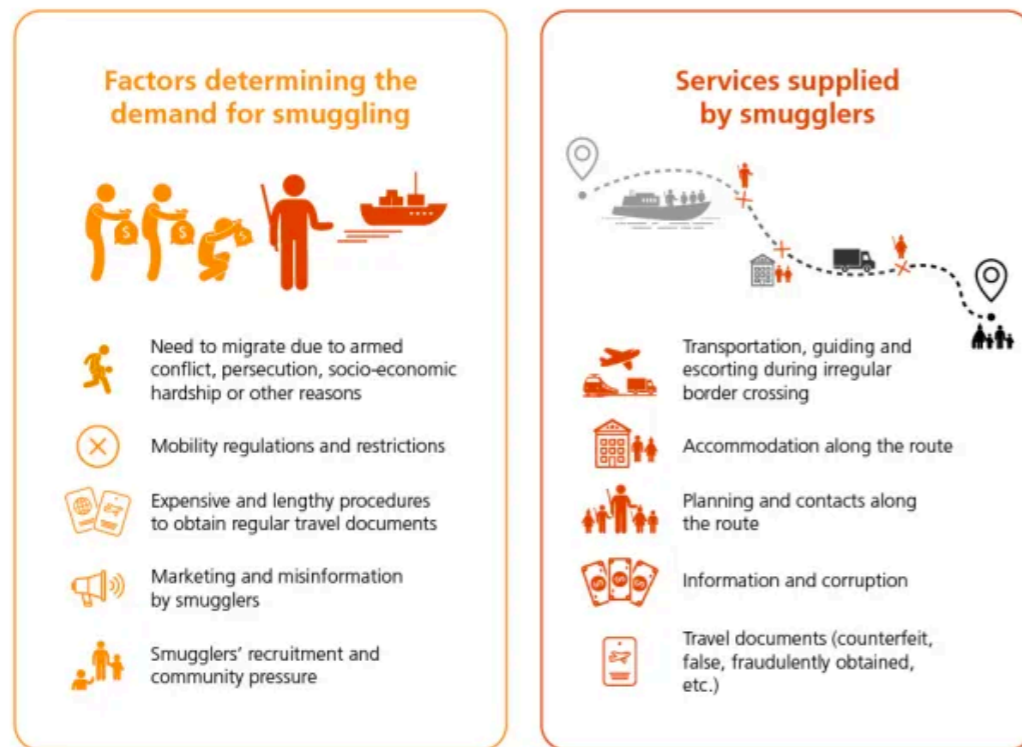 Factors determining the
demand for smuggling
Need to migrate due to armed
conflict, persecution, socio-economic
hardship or other reasons
Mobility regulations and restrictions
Expensive and lengthy procedures
to obtain regular travel documents
Marketing and misinformation
by smugglers
Smugglers’ recruitment and
community pressure
Services supplied
by smugglers
Transportation, guiding and
escorting during irregular
border crossing
Accommodation along the route
Planning and contacts along
the route
Information and corruption
Travel documents (counterfeit,
false, fraudulently obtained,
etc.)